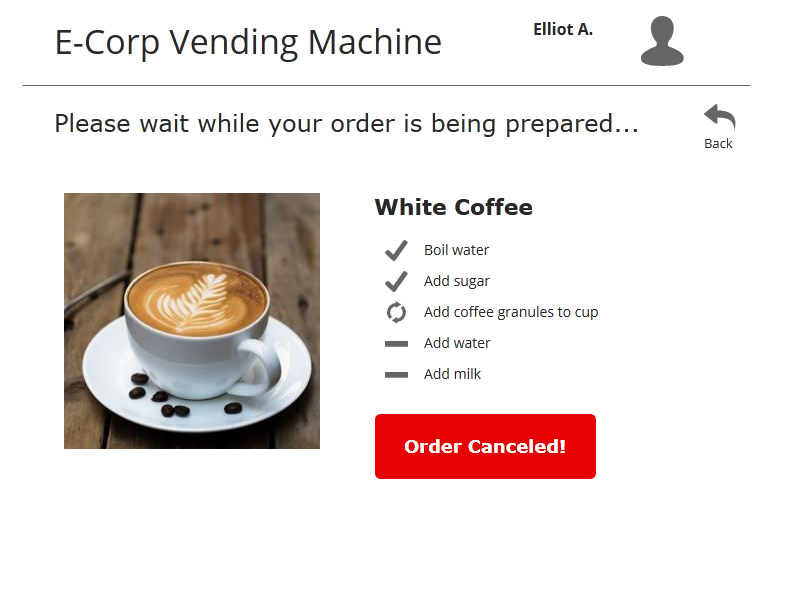 E-Corp Vending Machine
Elliot A.
Please wait while your order is being prepared...
Back
White Coffee
Boil water
Add sugar
Add coffee granules to cup
Add water
Add milk
Order Canceled!